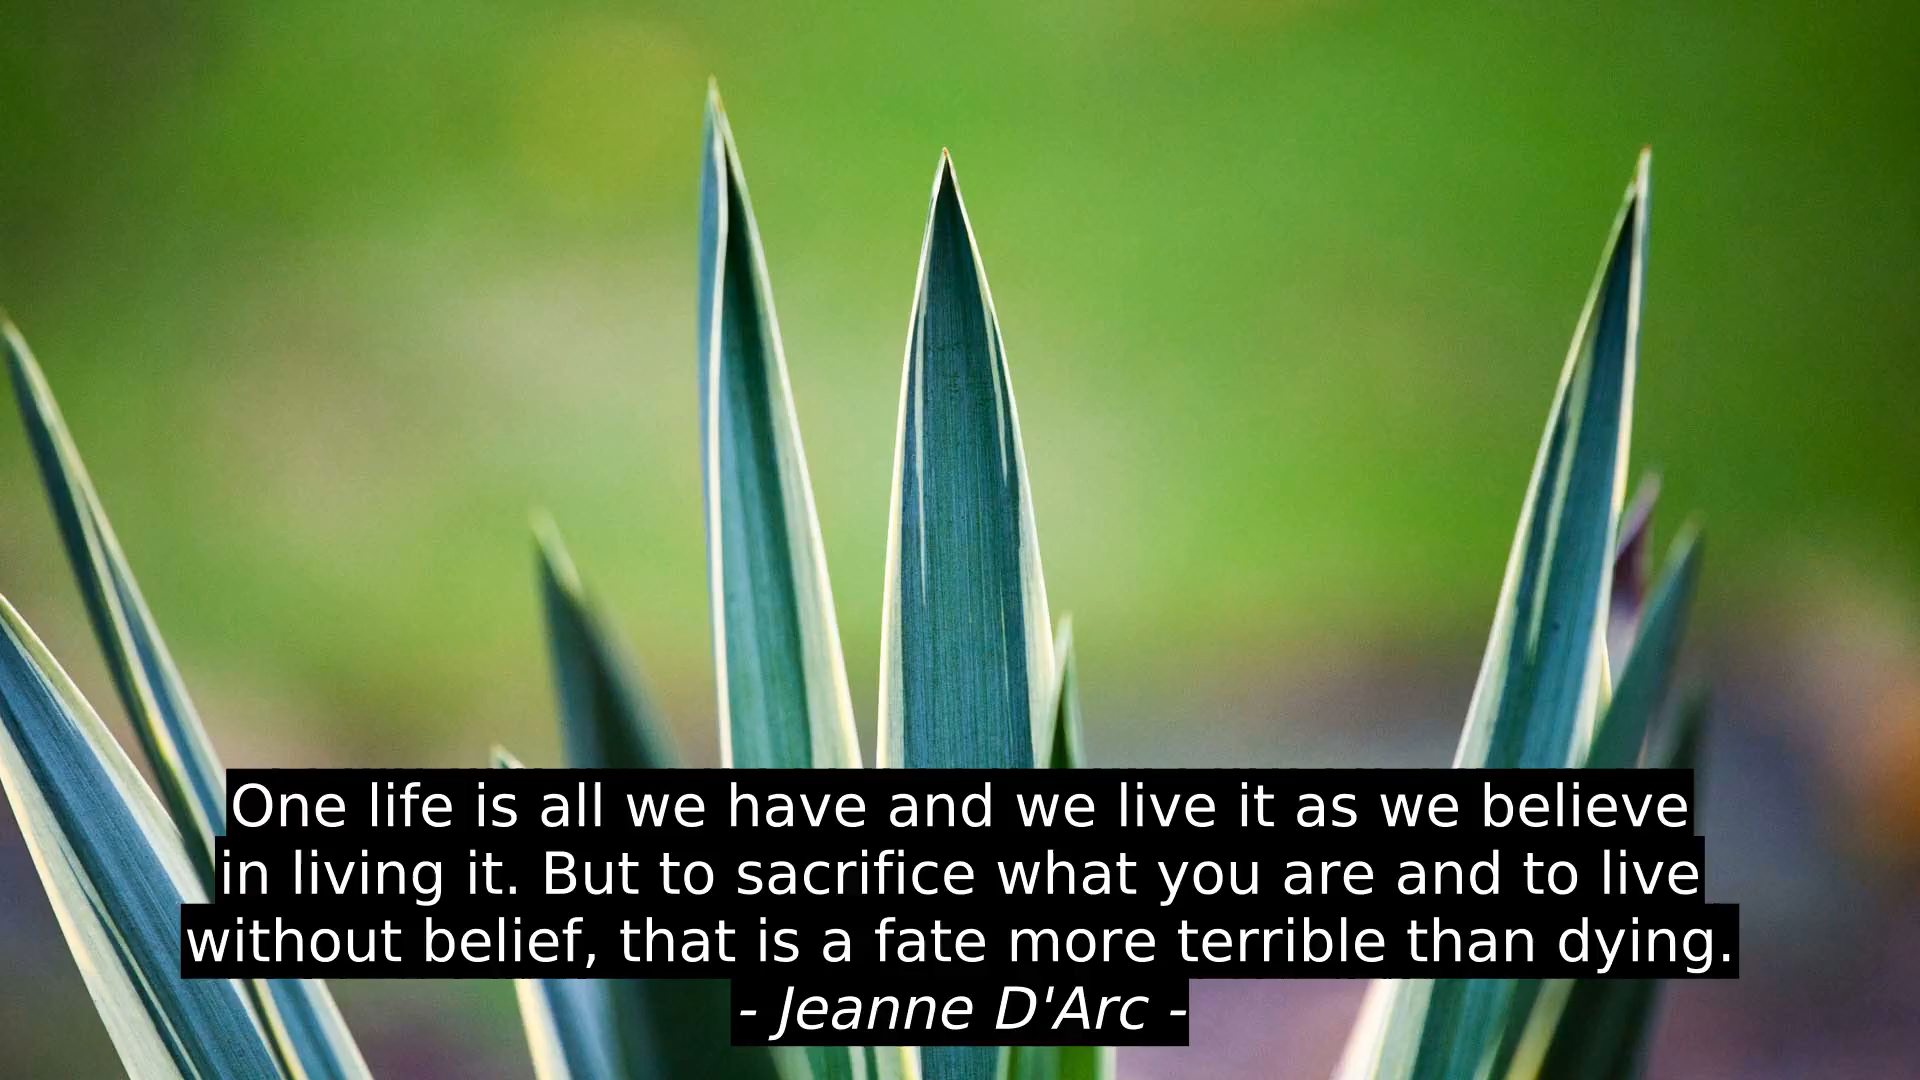 One life is all we have and we live it as we believe
in living it. But to sacrifice what you are and to live
without belief, that is a fate more terrible than dying.
- Jeanne D'Arc -